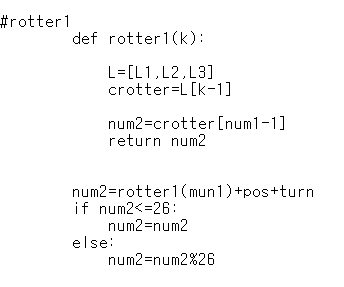 #rotter1
def rotter1(k):
L=[L1,L2,L3]
crotter=L[k-1]
num2=crotter[num1-1]
return num2
num2=rotter1(mun1)+pos+turn
if num2<=26:
num2=num2
else:
num2=num2%26